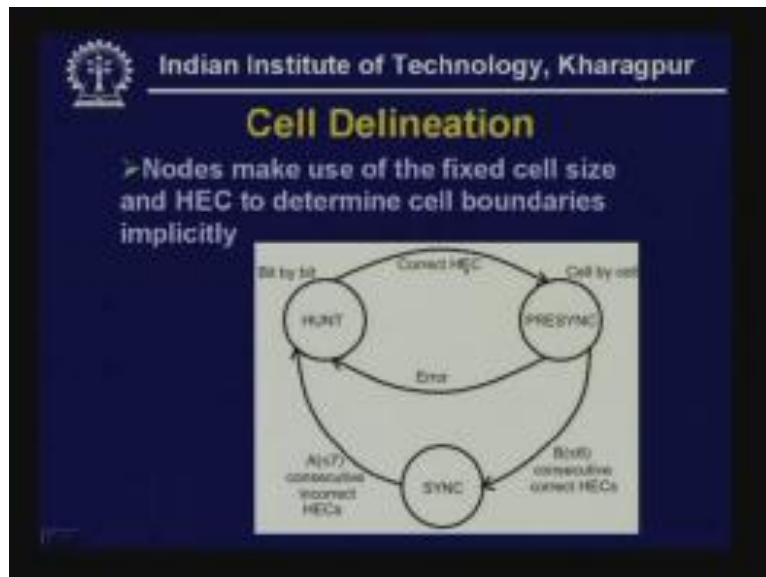 Indian Institute of Technology, Kharagpur
Cell Delineation
➢Nodes make use of the fixed cell size
and HEC to determine cell boundaries
implicitly
Bit by bit
Correct HEC
Cell by cell
HUNT
PRESYNC
Error
consecutive
incorrect
HECs
SYNC
consecutive
correct HECs